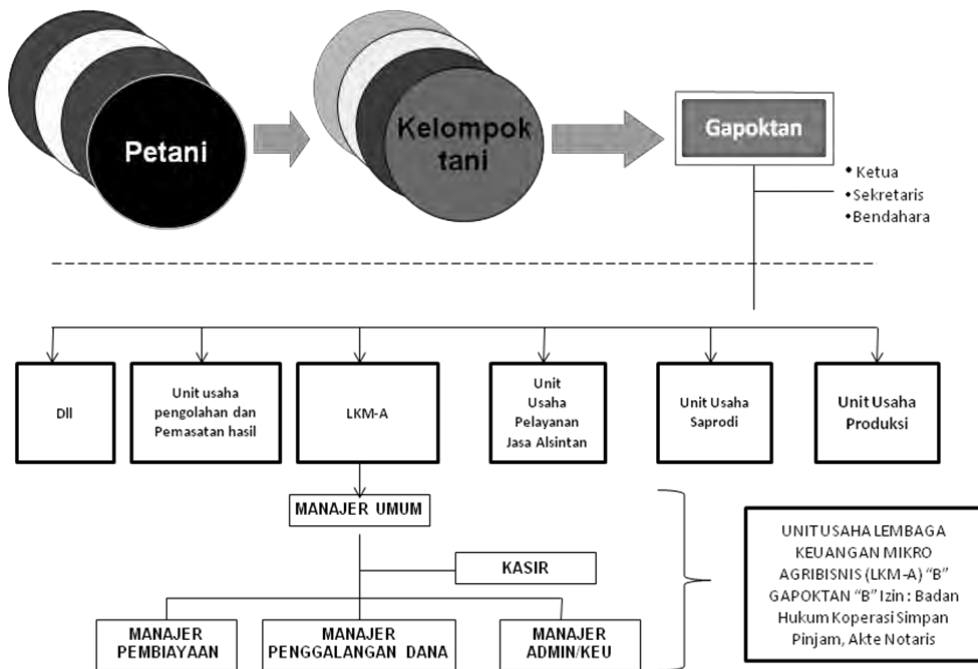 Petani
Kelompok
tani
Gapoktan
• Ketua
•Sekretaris
•Bendahara
Dll
Unit usaha
pengolahan dan
Pemasatan hasil
LKM-A
Unit
Usaha
Pelayanan
Jasa Alsintan
Unit Usaha
Saprodi
Unit Usaha
Produksi
MANAJER UMUM
KASIR
MANAJER
PEMBIAYAAN
MANAJER
PENGGALANGAN DANA
MANAJER
ADMIN/KEU
UNIT USAHA LEMBAGA
KEUANGAN MIKRO
AGRIBISNIS (LKM-A) “B”
GAPOKTAN “B” Izin : Badan
Hukum Koperasi Simpan
Pinjam, Akte Notaris